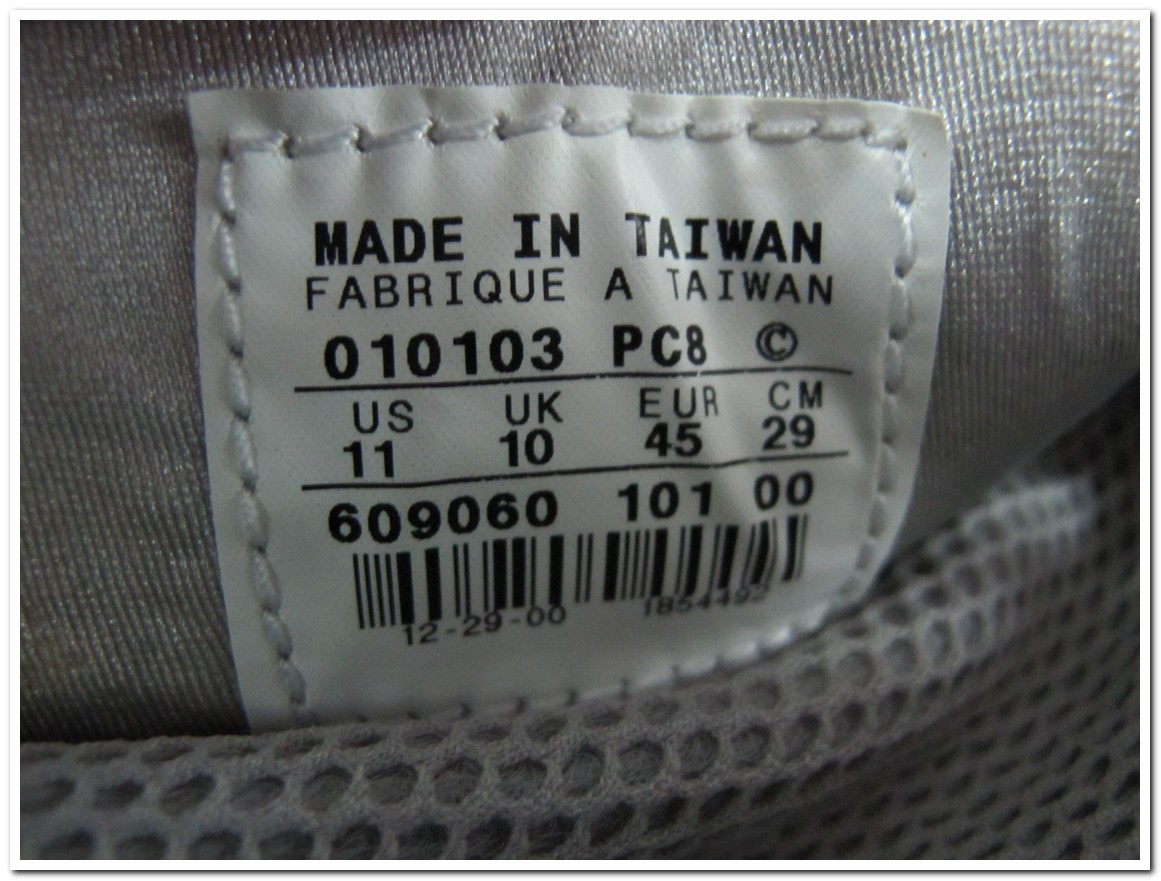 MADE IN TAIWAN
FABRIQUE A TAIWAN
010103 PC8 ©
US UK EUR CM
11 10 45 29
609060 101 00
12-29-00 1854492